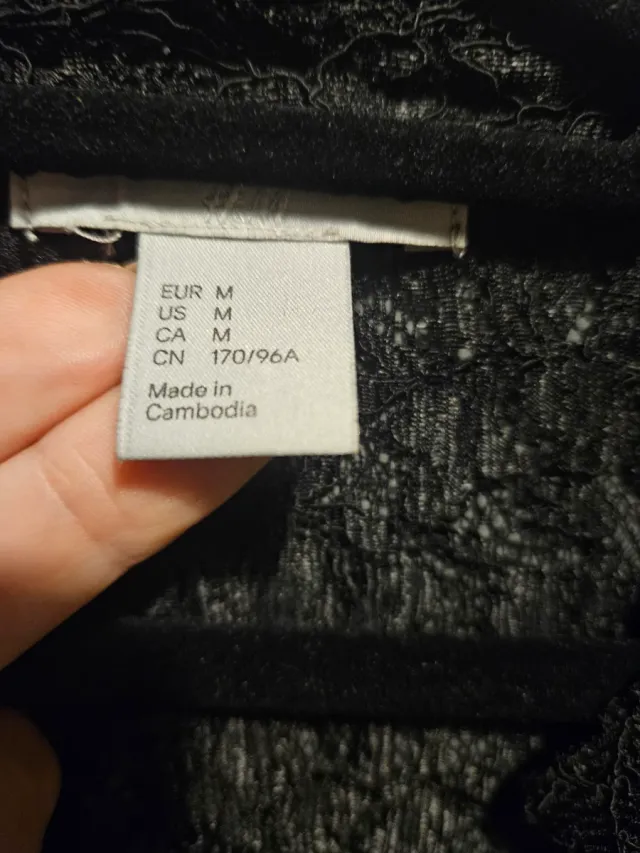 EUR M
US M
CA M
CN 170/96A
Made in
Cambodia